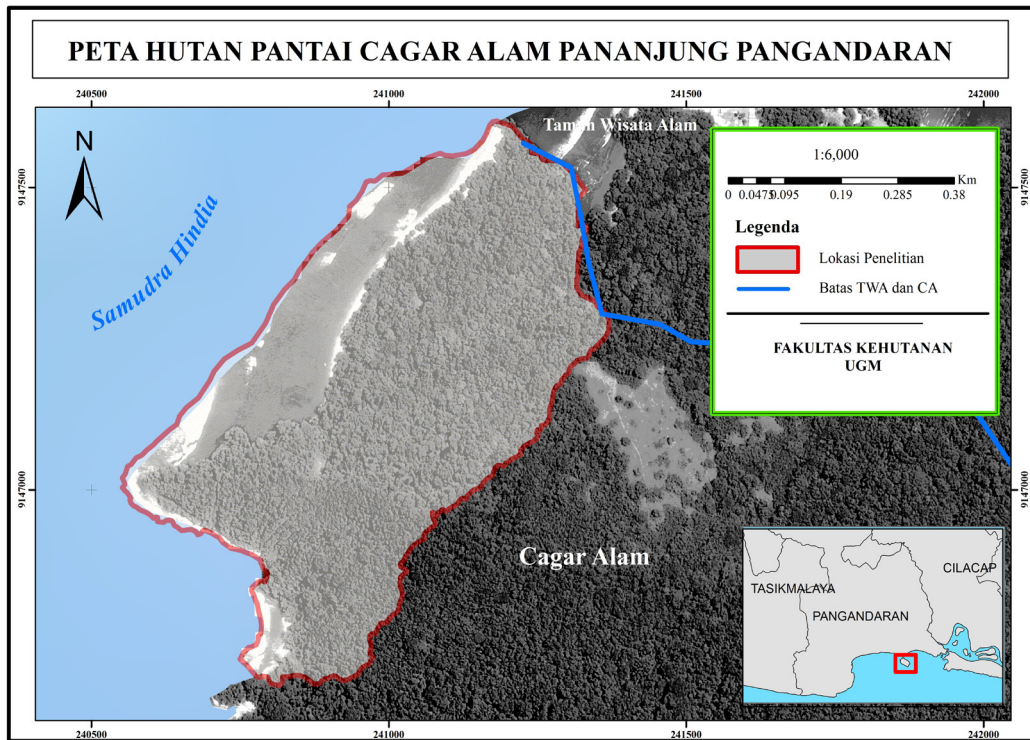 PETA HUTAN PANTAI CAGAR ALAM PANANJUNG PANGANDARAN
240500 241000 241500 242000
N
Taman Wisata Alam
1:6,000
Km
0 0.0475 0.095 0.19 0.285 0.38
Legenda
Lokasi Penelitian
Batas TWA dan CA
FAKULTAS KEHUTANAN
UGM
9147500 9147500
Samudra Hindia
9147000 9147000
Cagar Alam
TASIKMALAYA
CILACAP
PANGANDARAN
240500 241000 241500 242000